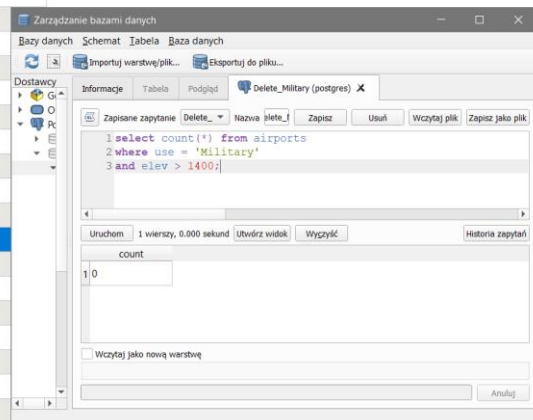 Zarządzanie bazami danych
Bazy danych Schemat Tabela Baza danych
Importuj warstwę/plik... Eksportuj do pliku...
Dostawcy
Informacje Tabela Podgląd Delete_Military (postgres)
Zapisane zapytanie Delete_ Nazwa Zapisz Usuń Wczytaj plik Zapisz jako plik
1 select count(*) from airports
2 where use = 'Military'
3 and elev > 1400;
Uruchom 1 wierszy, 0.000 sekund Utwórz widok Wyczyść Historia zapytań
count
1 0
Wczytaj jako nową warstwę
Anuluj